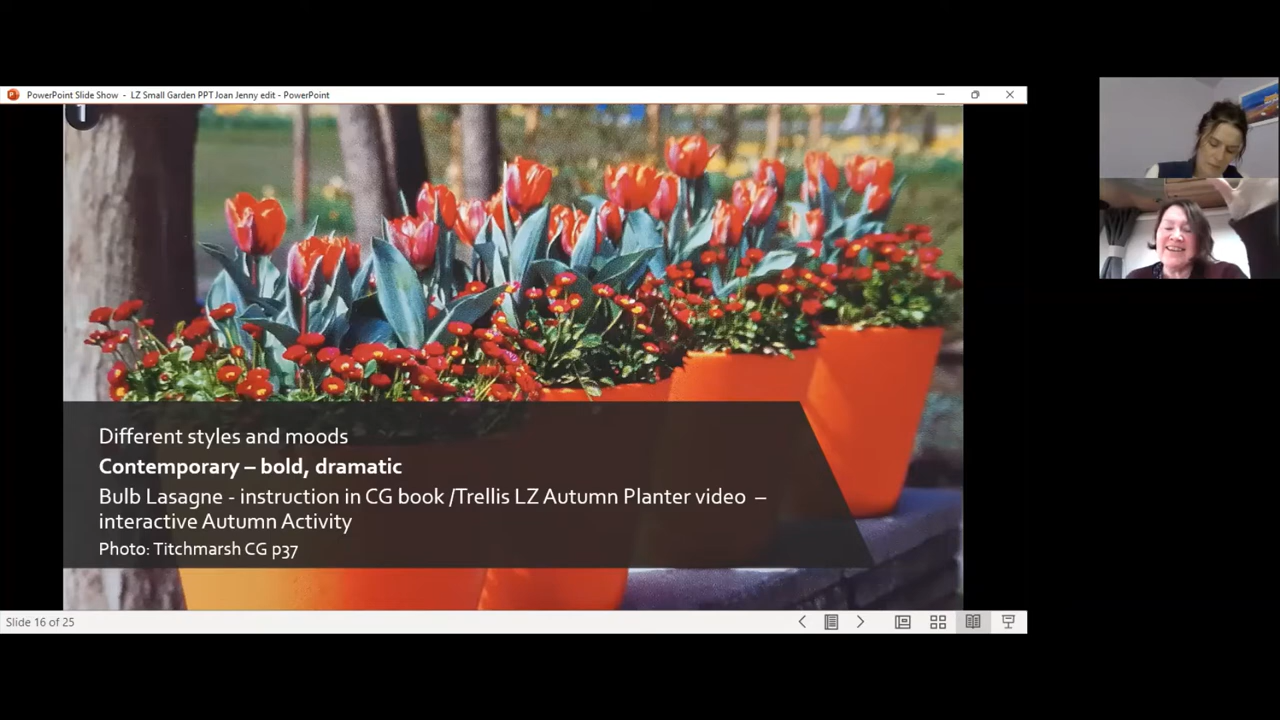 PowerPoint Slide Show - LZ Small Garden PPT Joan Jenny edit - PowerPoint
1
Different styles and moods
Contemporary – bold, dramatic
Bulb Lasagne - instruction in CG book /Trellis LZ Autumn Planter video –
interactive Autumn Activity
Photo: Titchmarsh CG p37
Slide 16 of 25